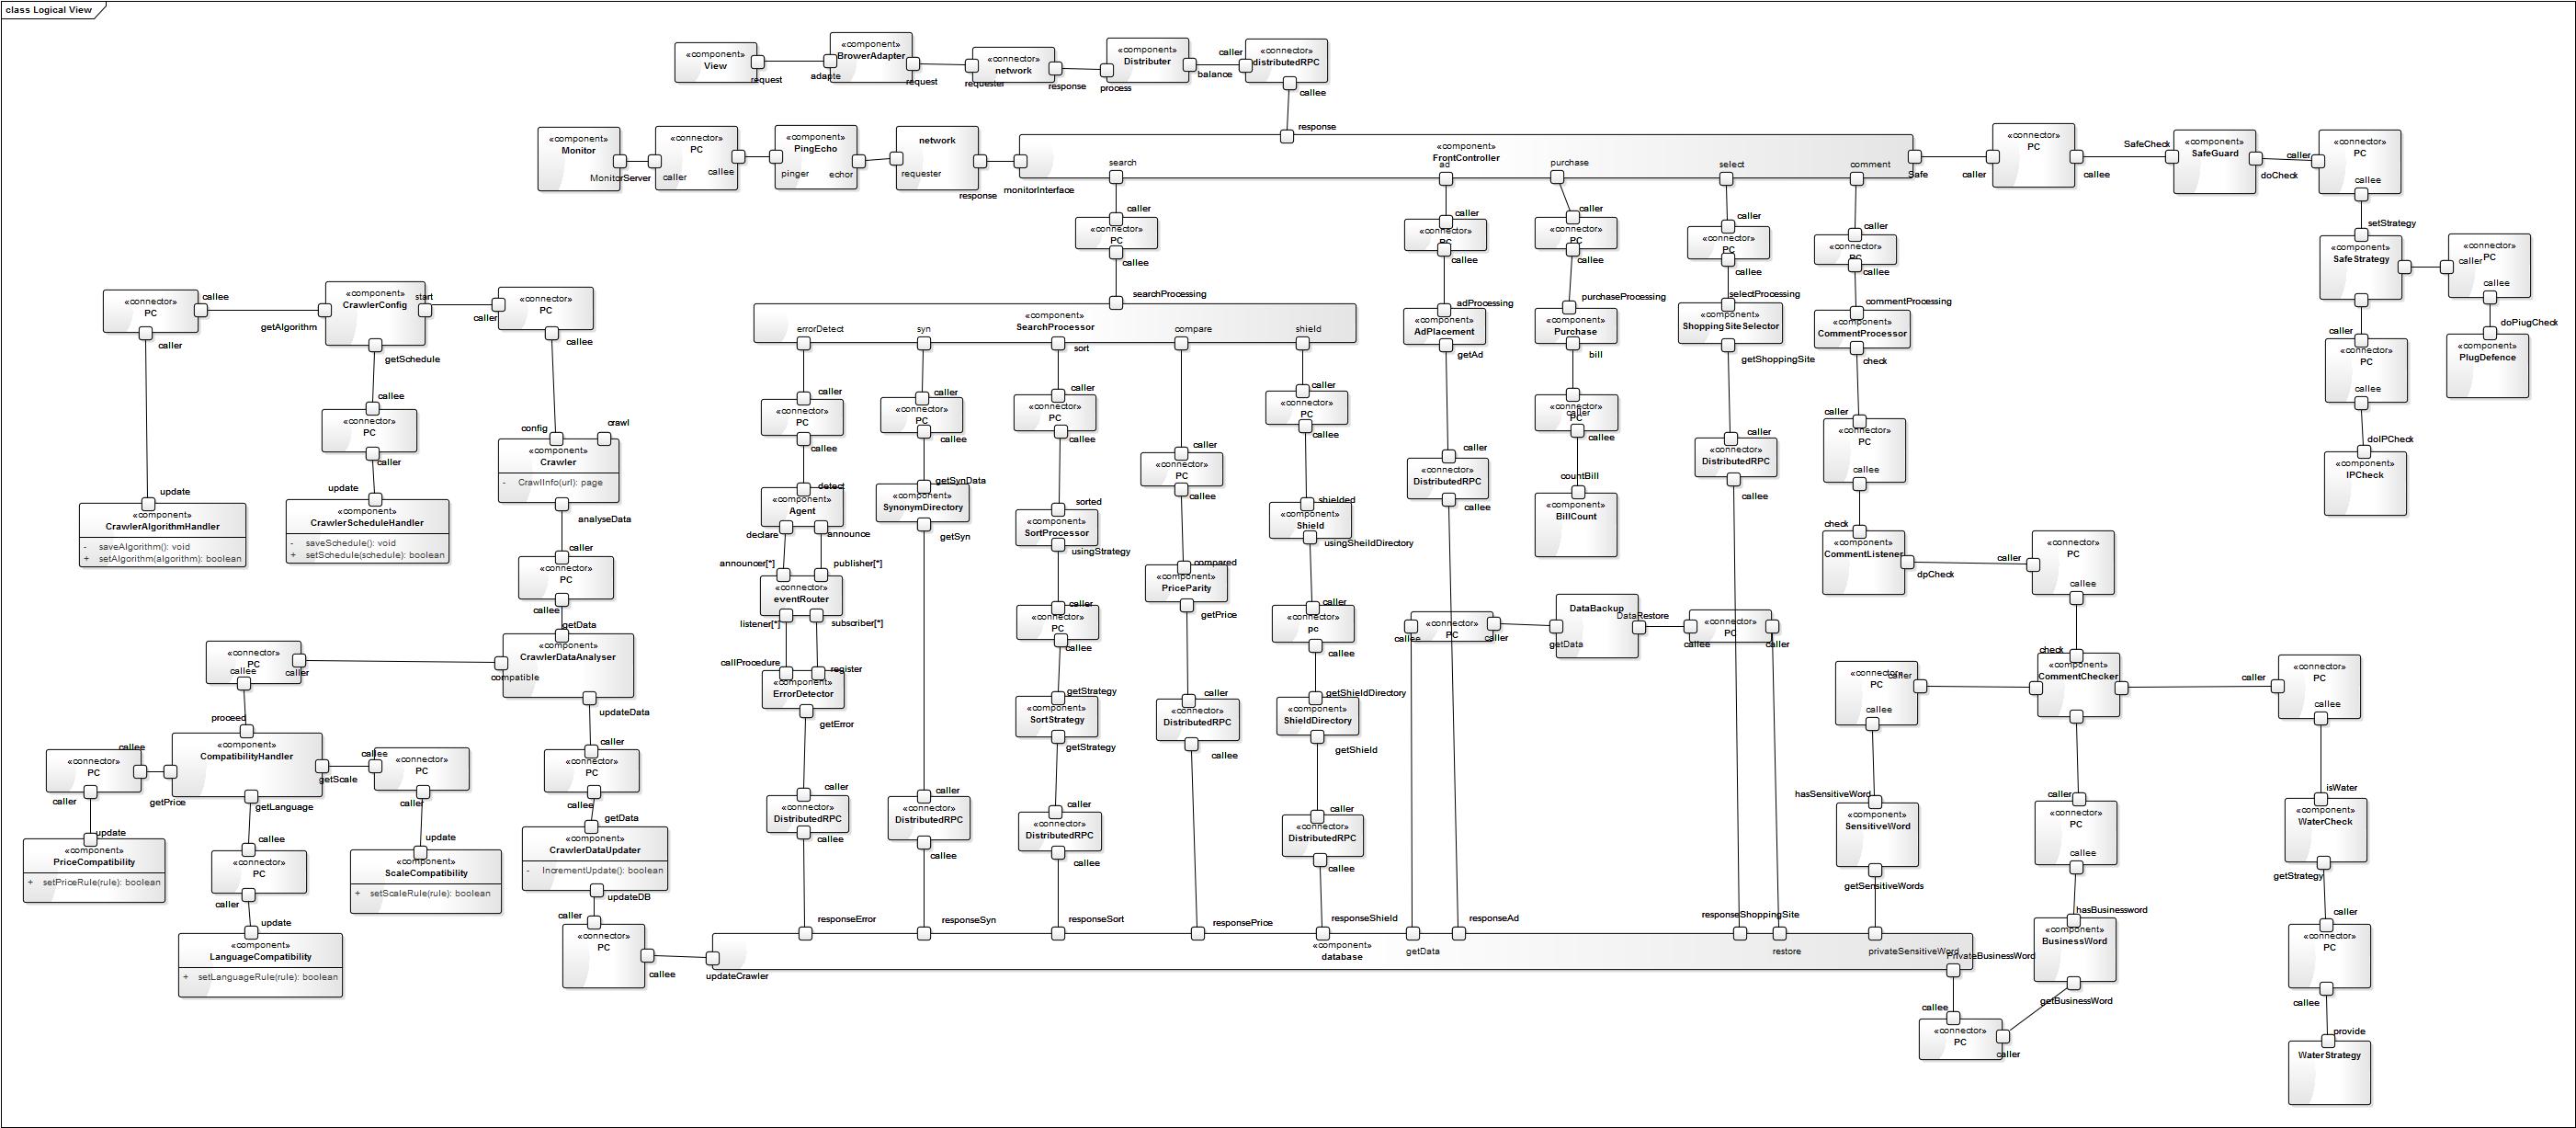 class Logical View
«component»
View
request
adapte
«component»
BrowerAdapter
request
requester
«connector»
network
response
process
«component»
Distributer
balance
caller
«connector»
distributedRPC
callee
response
«component»
Monitor
MonitorServer
«connector»
PC
caller
callee
«component»
PingEcho
pinger
echor
network
requester
response
monitorInterface
«component»
FrontController
search
ad
purchase
select
comment
Safe
caller
«connector»
PC
callee
SafeCheck
«component»
SafeGuard
doCheck
caller
«connector»
PC
callee
setStrategy
«component»
SafeStrategy
caller
«connector»
PC
callee
doPlugCheck
«component»
PlugDefence
caller
«connector»
PC
callee
doIPCheck
«component»
IPCheck
caller
«connector»
PC
callee
searchProcessing
«component»
SearchProcessor
errorDetect
syn
sort
compare
shield
caller
«connector»
PC
callee
adProcessing
«component»
AdPlacement
getAd
caller
«connector»
DistributedRPC
callee
caller
«connector»
PC
callee
purchaseProcessing
«component»
Purchase
bill
«connector»
caller
PC
callee
countBill
«component»
BillCount
caller
«connector»
PC
callee
selectProcessing
«component»
ShoppingSiteSelector
getShoppingSite
caller
«connector»
DistributedRPC
callee
caller
«connector»
PC
callee
commentProcessing
«component»
CommentProcessor
check
caller
«connector»
PC
callee
check
«component»
CommentListener
dpCheck
caller
«connector»
PC
callee
check
«component»
CommentChecker
«connector»
PC
caller
callee
hasSensitiveWord
«component»
SensitiveWord
getSensitiveWords
caller
«connector»
PC
callee
hasBusinessword
«component»
BusinessWord
getBusinessWord
caller
«connector»
PC
callee
isWater
«component»
WaterCheck
getStrategy
caller
«connector»
PC
callee
provide
WaterStrategy
callee
«connector»
PC
caller
getData
DataBackup
DataRestore
callee
«connector»
PC
caller
«connector»
PC
callee
caller
getAlgorithm
«component»
CrawlerConfig
start
getSchedule
caller
«connector»
PC
callee
callee
«connector»
PC
caller
update
«component»
CrawlerAlgorithmHandler
- saveAlgorithm(): void
+ setAlgorithm(algorithm): boolean
update
«component»
CrawlerScheduleHandler
- saveSchedule(): void
+ setSchedule(schedule): boolean
config
crawl
«component»
Crawler
- CrawlInfo(url): page
analyseData
caller
«connector»
PC
callee
getData
«component»
CrawlerDataAnalyser
compatible
updateData
«connector»
PC
callee
caller
proceed
«component»
CompatibilityHandler
getPrice
getLanguage
getScale
callee
«connector»
PC
caller
update
«component»
PriceCompatibility
+ setPriceRule(rule): boolean
callee
«connector»
PC
caller
update
«component»
LanguageCompatibility
+ setLanguageRule(rule): boolean
callee
«connector»
PC
caller
update
«component»
ScaleCompatibility
+ setScaleRule(rule): boolean
caller
«connector»
PC
callee
getData
«component»
CrawlerDataUpdater
- IncrementUpdate(): boolean
updateDB
caller
«connector»
PC
callee
updateCrawler
caller
«connector»
PC
callee
detect
«component»
Agent
declare
announce
announcer[*]
publisher[*]
«connector»
eventRouter
listener[*]
subscriber[*]
callProcedure
register
«component»
ErrorDetector
getError
caller
«connector»
DistributedRPC
callee
responseError
caller
«connector»
PC
callee
getSynData
«component»
SynonymDirectory
getSyn
caller
«connector»
DistributedRPC
callee
responseSyn
caller
«connector»
PC
callee
sorted
«component»
SortProcessor
usingStrategy
caller
«connector»
PC
callee
getStrategy
«component»
SortStrategy
getStrategy
caller
«connector»
DistributedRPC
callee
responseSort
caller
«connector»
PC
callee
compared
«component»
PriceParity
getPrice
caller
«connector»
DistributedRPC
callee
responsePrice
caller
«connector»
PC
callee
shielded
«component»
Shield
usingSheildDirectory
caller
«connector»
pc
callee
getShieldDirectory
«component»
ShieldDirectory
getShield
caller
«connector»
DistributedRPC
callee
responseShield
responseAd
responseShoppingSite
«component»
database
getData
restore
privateSensitiveWord
PrivateBusinessWord
callee
«connector»
PC
caller